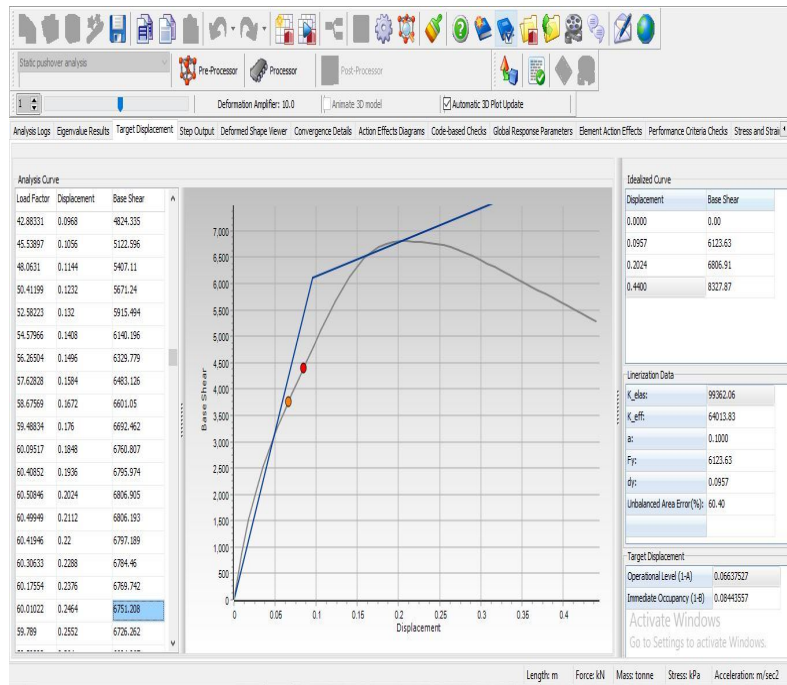 Static pushover analysis
Pre-Processor
Processor
Post-Processor
1
Deformation Amplifier: 10.0
Animate 3D model
Automatic 3D Plot Update
Analysis Logs Eigenvalue Results Target Displacement Step Output Deformed Shape Viewer Convergence Details Action Effects Diagrams Code-based Checks Global Response Parameters Element Action Effects Performance Criteria Checks Stress and Strai
Analysis Curve
Load Factor Displacement Base Shear
42.88331 0.0968 4824.335
45.53897 0.1056 5122.596
48.0631 0.1144 5407.11
50.41199 0.1232 5671.24
52.58223 0.132 5915.494
54.57966 0.1408 6140.196
56.26504 0.1496 6329.779
57.62828 0.1584 6483.126
58.67569 0.1672 6601.05
59.48834 0.176 6692.462
60.09517 0.1848 6760.807
60.40852 0.1936 6795.974
60.50846 0.2024 6806.905
60.49949 0.2112 6806.193
60.41946 0.22 6797.189
60.30633 0.2288 6784.46
60.17554 0.2376 6769.742
60.01022 0.2464 6751.208
59.789 0.2552 6726.262
Base Shear
7,000
6,500
6,000
5,500
5,000
4,500
4,000
3,500
3,000
2,500
2,000
1,500
1,000
500
0
0 0.05 0.1 0.15 0.2 0.25 0.3 0.35 0.4
Displacement
Idealized Curve
Displacement Base Shear
0.0000 0.00
0.0957 6123.63
0.2024 6806.91
0.4400 8327.87
Linerization Data
K_elas: 99362.06
K_eff: 64013.83
a: 0.1000
Fy: 6123.63
dy: 0.0957
Unbalanced Area Error(%): 60.40
Target Displacement
Operational Level (1-A) 0.06637527
Immediate Occupancy (1-B) 0.08443557
Activate Windows
Go to Settings to activate Windows.
Length: m Force: kN Mass: tonne Stress: kPa Acceleration: m/sec2